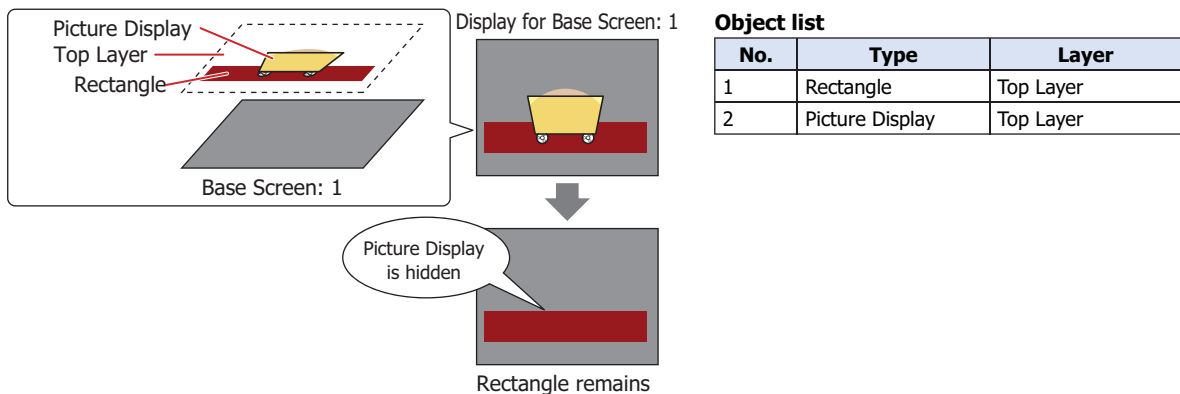 Picture Display
Top Layer
Rectangle
Base Screen: 1
Display for Base Screen: 1
Picture Display
is hidden
Rectangle remains
Object list
No. Type Layer
1 Rectangle Top Layer
2 Picture Display Top Layer